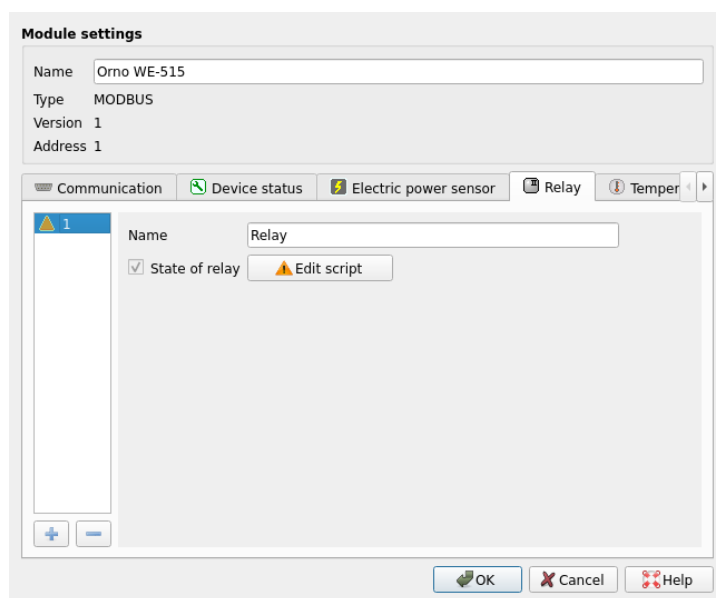 Module settings
Name Orno WE-515
Type MODBUS
Version 1
Address 1
Communication Device status Electric power sensor Relay Temper
1
Name Relay
State of relay Edit script
OK Cancel Help